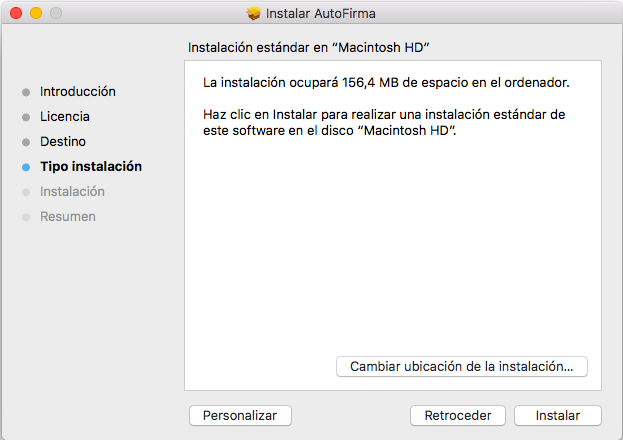 Instalar AutoFirma
Instalación estándar en “Macintosh HD”
Introducción
Licencia
Destino
Tipo instalación
Instalación
Resumen
La instalación ocupará 156,4 MB de espacio en el ordenador.
Haz clic en Instalar para realizar una instalación estándar de
este software en el disco “Macintosh HD”.
Cambiar ubicación de la instalación...
Personalizar
Retroceder
Instalar